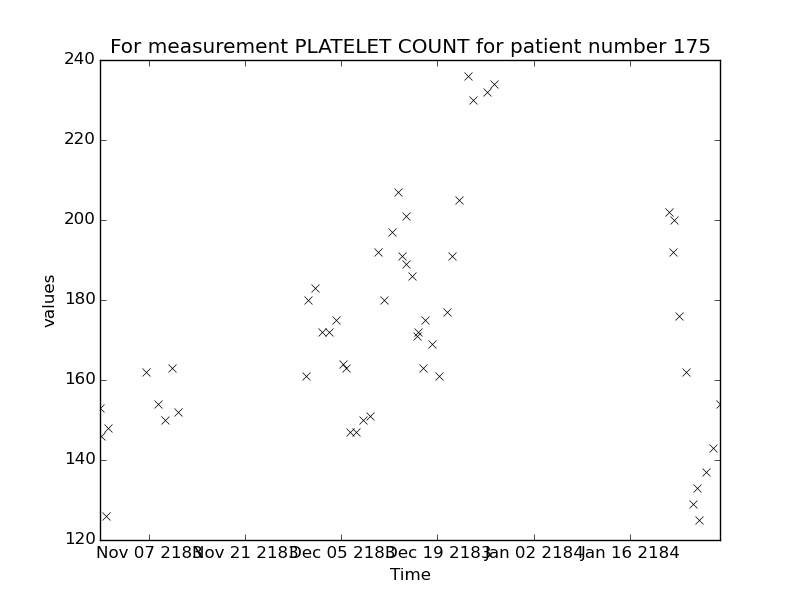 For measurement PLATELET COUNT for patient number 175
240
220
200
180
160
140
120
values
Nov 07 2183 Nov 21 2183 Dec 05 2183 Dec 19 2183 Jan 02 2184 Jan 16 2184
Time